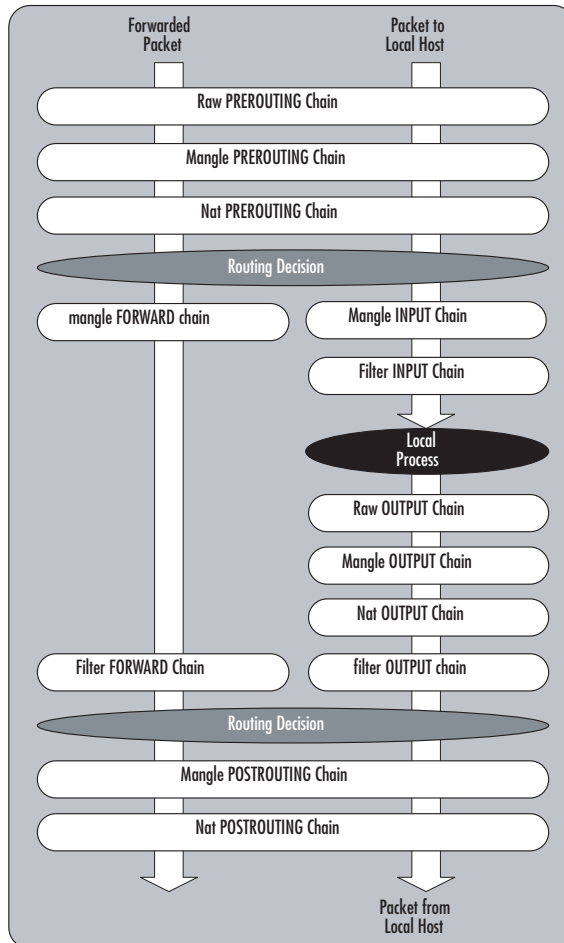 Forwarded
Packet
Packet to
Local Host
Raw PREROUTING Chain
Mangle PREROUTING Chain
Nat PREROUTING Chain
Routing Decision
mangle FORWARD chain
Mangle INPUT Chain
Filter INPUT Chain
Local
Process
Raw OUTPUT Chain
Mangle OUTPUT Chain
Nat OUTPUT Chain
Filter FORWARD Chain
filter OUTPUT chain
Routing Decision
Mangle POSTROUTING Chain
Nat POSTROUTING Chain
Packet from
Local Host